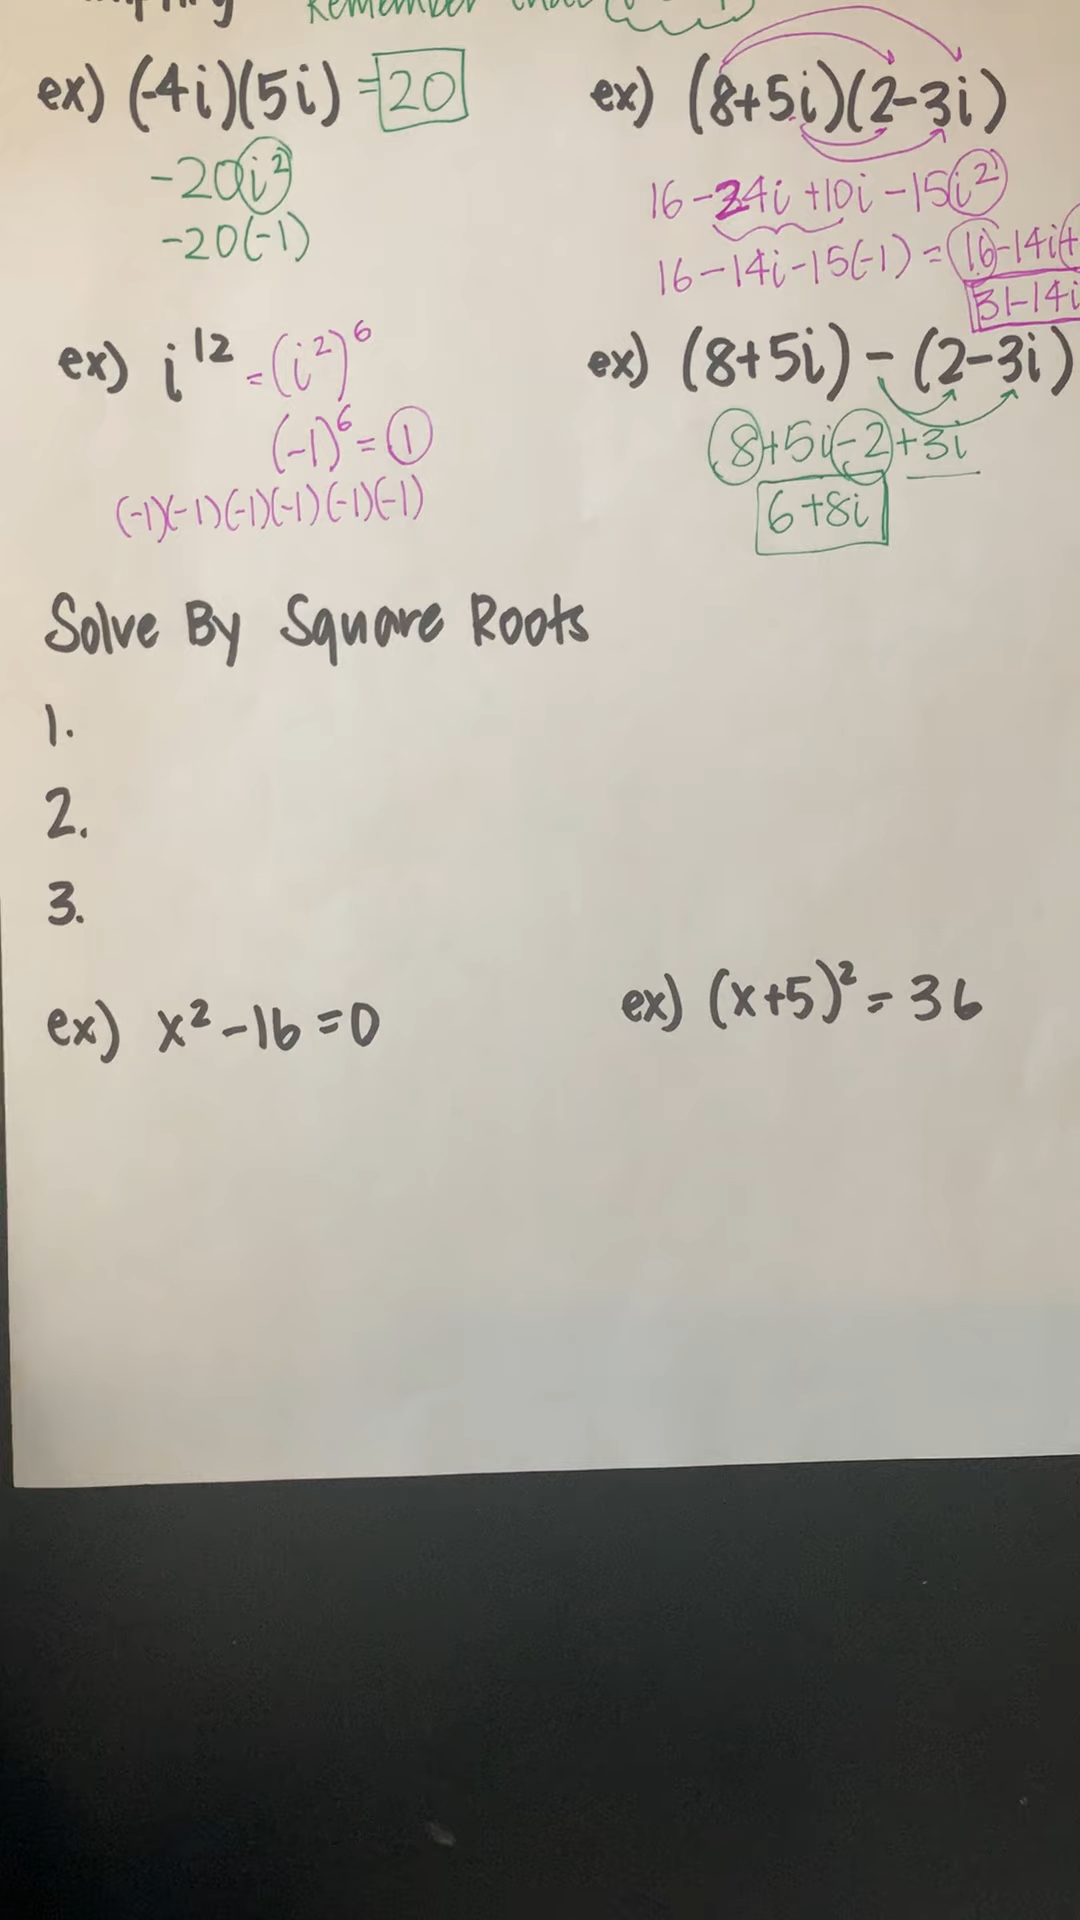 Remember that
ex) (-4i)(5i) = 20
-20i²
-20(-1)
ex) (8+5i)(2-3i)
16-24i+10i-15i²
16-14i-15(-1) = 16-14i+
31-14i
ex) i¹² = (i²)⁶
(-1)⁶ = 1
(-1)(-1)(-1)(-1)(-1)(-1)
ex) (8+5i) - (2-3i)
8+5i-2+3i
6+8i
Solve By Square Roots
1.
2.
3.
ex) x²-16=0
ex) (x+5)² = 36